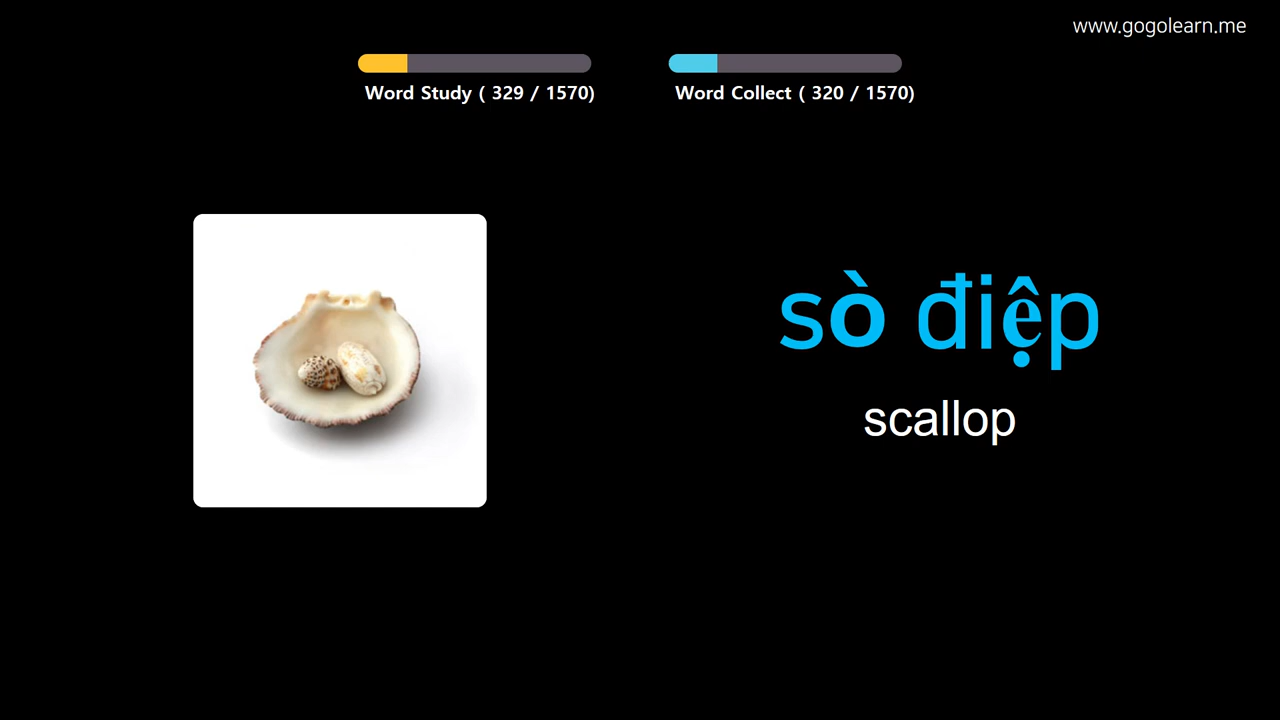 www.gogolearn.me
Word Study ( 329 / 1570)
Word Collect ( 320 / 1570)
sò điệp
scallop